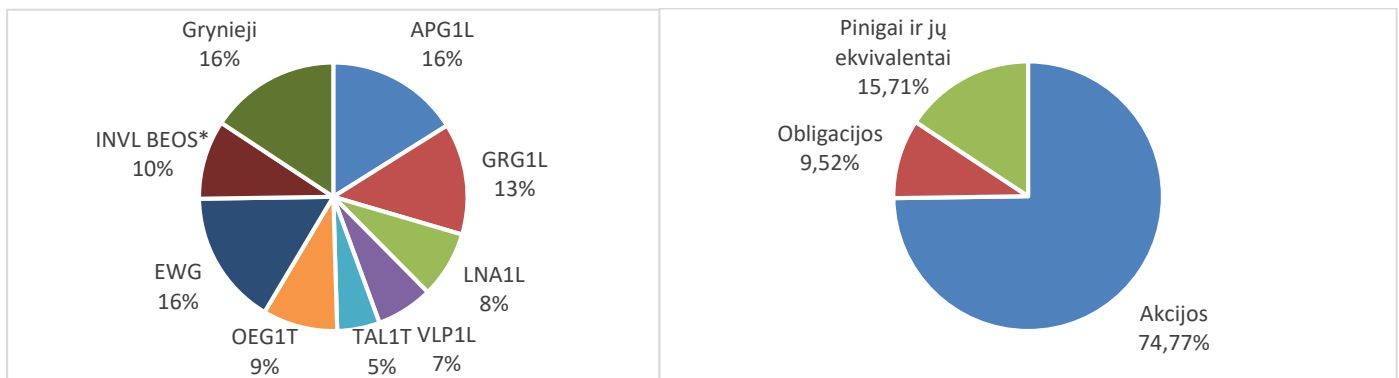 Grynieji
16%
APG1L
16%
INVL BEOS*
10%
GRG1L
13%
EWG
16%
LNA1L
8%
OEG1T
9%
TAL1T
5%
VLP1L
7%
Pinigai ir jų
ekvivalentai
15,71%
Obligacijos
9,52%
Akcijos
74,77%